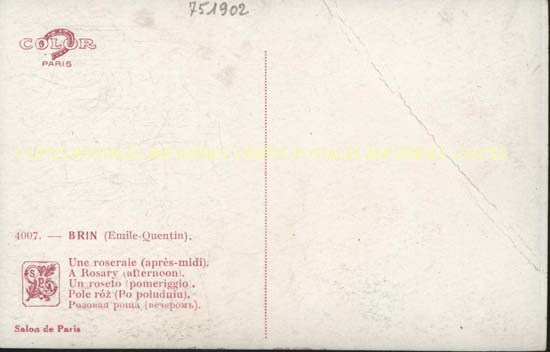 751902
COLOR
PARIS
4007. — BRIN (Emile-Quentin).
Une roseraie (après-midi).
A Rosary (afternoon).
Un roseto (pomeriggio.
Pole róż (Po południu).
Розовая роща (вечеромъ).
Salon de Paris